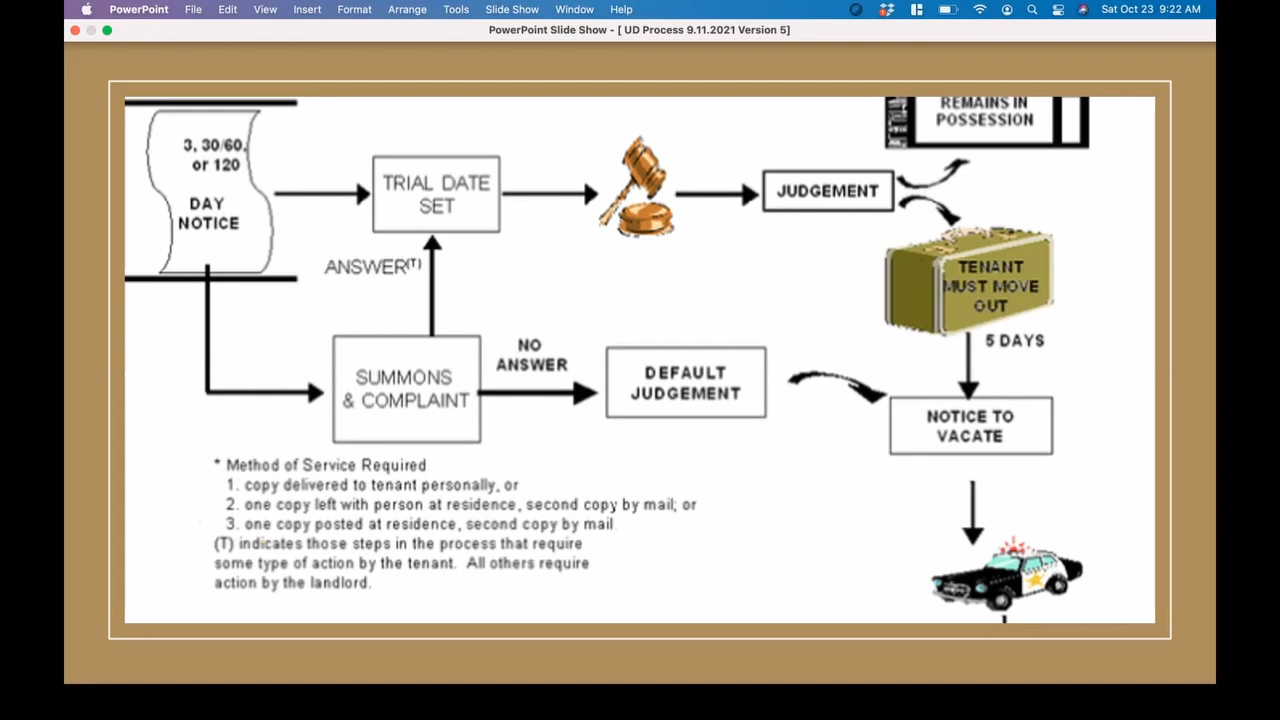 PowerPoint File Edit View Insert Format Arrange Tools Slide Show Window Help Sat Oct 23 9:22 AM
PowerPoint Slide Show - [ UD Process 9.11.2021 Version 5]
REMAINS IN
POSSESSION
3, 30/60,
or 120
DAY
NOTICE
TRIAL DATE
SET
JUDGEMENT
ANSWER(T)
TENANT
MUST MOVE
OUT
5 DAYS
SUMMONS
& COMPLAINT
NO
ANSWER
DEFAULT
JUDGEMENT
NOTICE TO
VACATE
* Method of Service Required
1. copy delivered to tenant personally, or
2. one copy left with person at residence, second copy by mail; or
3. one copy posted at residence, second copy by mail
(T) indicates those steps in the process that require
some type of action by the tenant. All others require
action by the landlord.